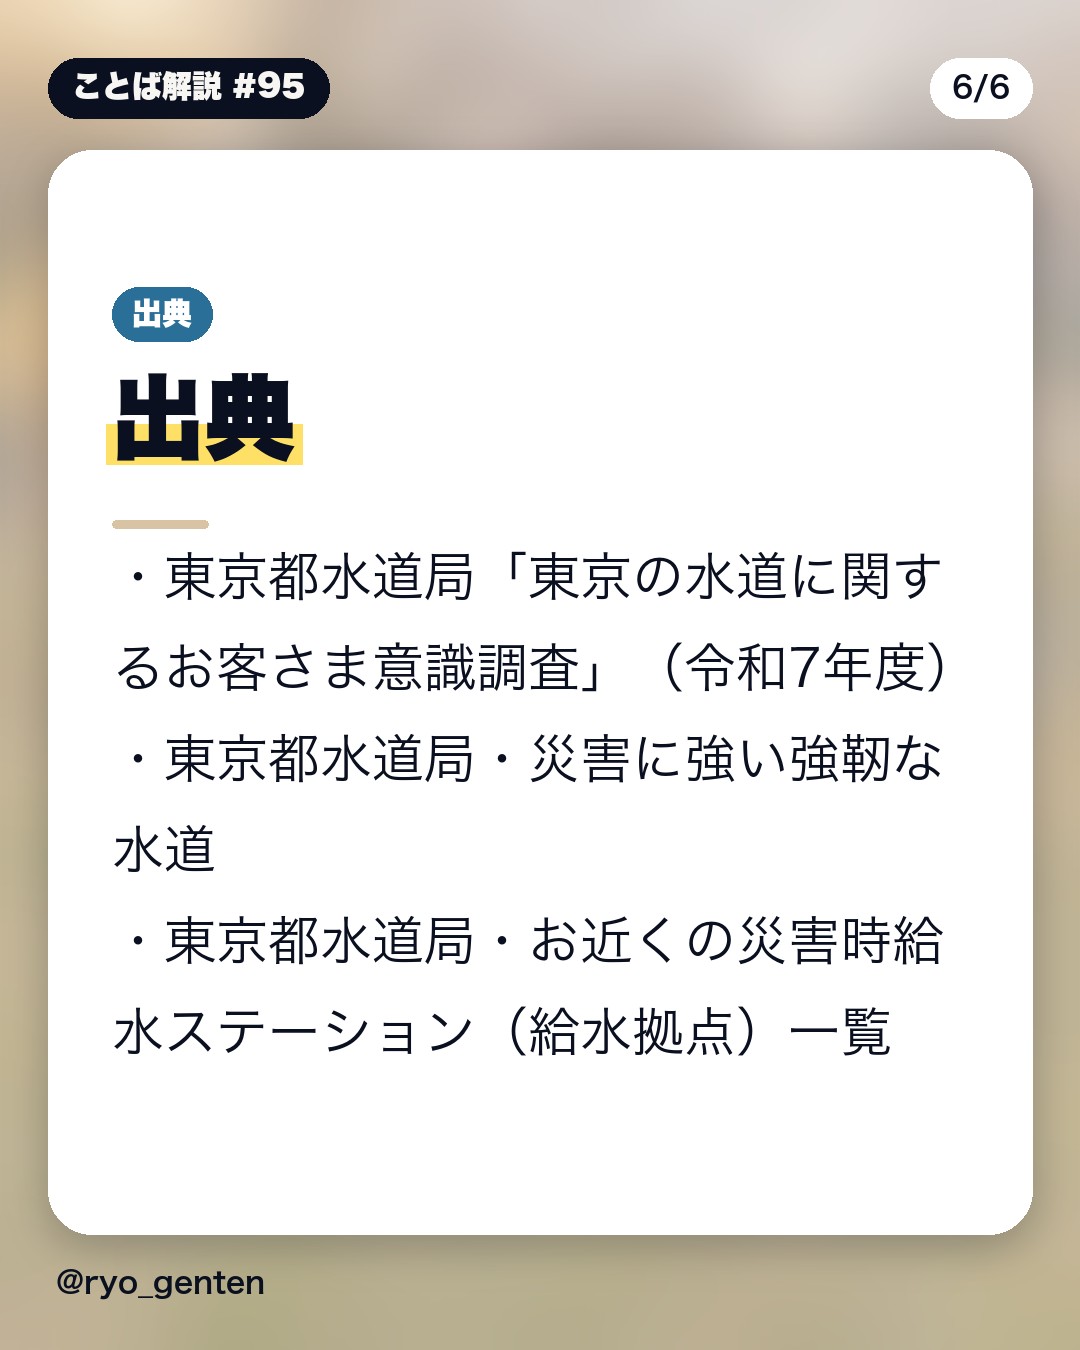 ことば解説 #95
6/6
出典
出典
・東京都水道局「東京の水道に関す
るお客さま意識調査」（令和7年度）
・東京都水道局・災害に強い強靭な
水道
・東京都水道局・お近くの災害時給
水ステーション（給水拠点）一覧
@ryo_genten